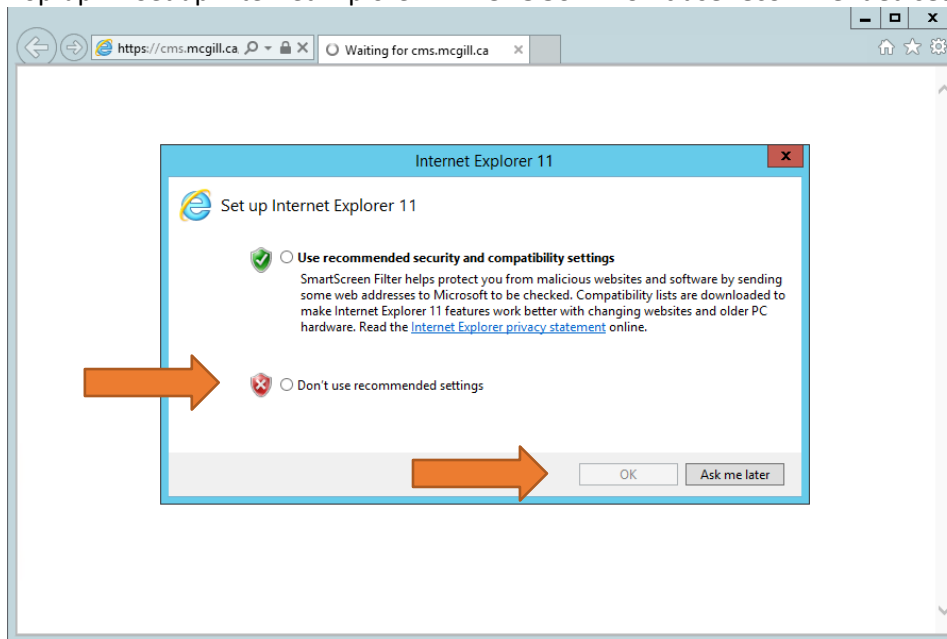 https://cms.mcgill.ca
Waiting for cms.mcgill.ca
Internet Explorer 11
Set up Internet Explorer 11
Use recommended security and compatibility settings
SmartScreen Filter helps protect you from malicious websites and software by sending
some web addresses to Microsoft to be checked. Compatibility lists are downloaded to
make Internet Explorer 11 features work better with changing websites and older PC
hardware. Read the Internet Explorer privacy statement online.
Don't use recommended settings
OK
Ask me later